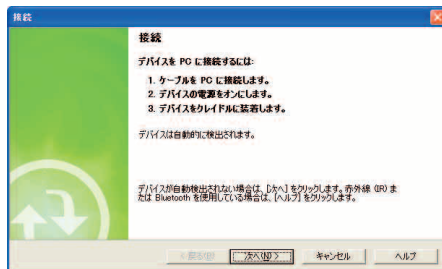 接続
接続
デバイスを PC に接続するには:
1. ケーブルを PC に接続します。
2. デバイスの電源をオンにします。
3. デバイスをクレイドルに装着します。
デバイスは自動的に検出されます。
デバイスが自動検出されない場合は、[次へ] をクリックします。赤外線 (IR) ま
たは Bluetooth を使用している場合は、[ヘルプ] をクリックします。
< 戻る(B) 次へ(N) > キャンセル ヘルプ